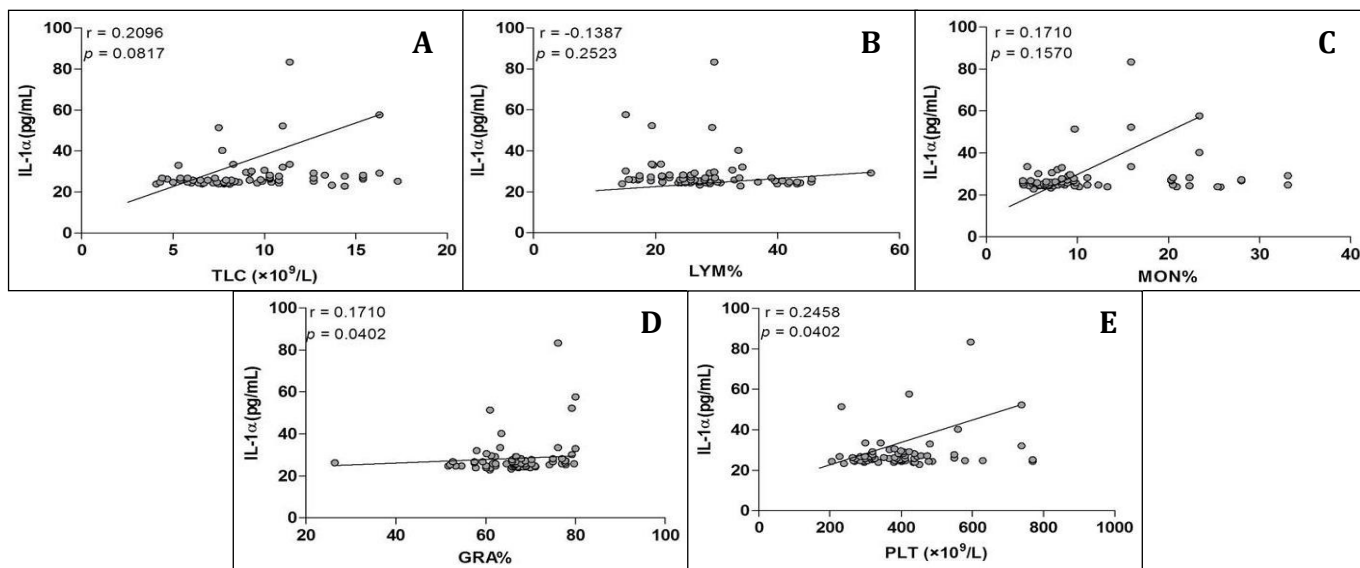 r = 0.2096
p = 0.0817
A
100
80
60
40
20
0
IL-1α(pg/mL)
0 5 10 15 20
TLC (×10⁹/L)
r = -0.1387
p = 0.2523
B
100
80
60
40
20
0
IL-1α(pg/mL)
0 20 40 60
LYM%
r = 0.1710
p = 0.1570
C
100
80
60
40
20
0
IL-1α(pg/mL)
0 10 20 30 40
MON%
r = 0.1710
p = 0.0402
D
100
80
60
40
20
0
IL-1α(pg/mL)
20 40 60 80 100
GRA%
r = 0.2458
p = 0.0402
E
100
80
60
40
20
0
IL-1α(pg/mL)
0 200 400 600 800 1000
PLT (×10⁹/L)